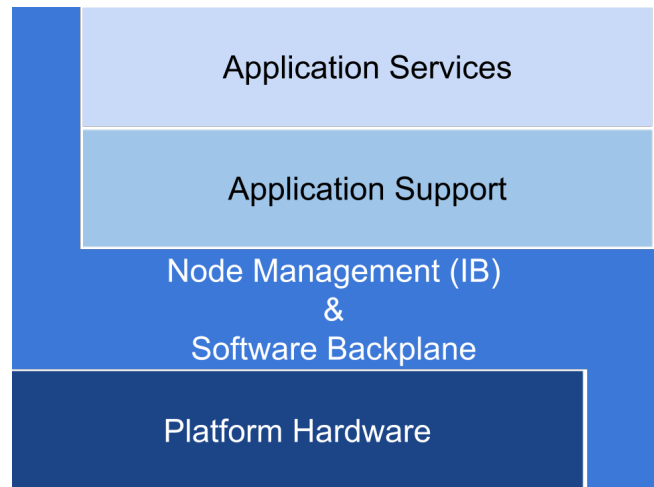 Application Services
Application Support
Node Management (IB)
&
Software Backplane
Platform Hardware